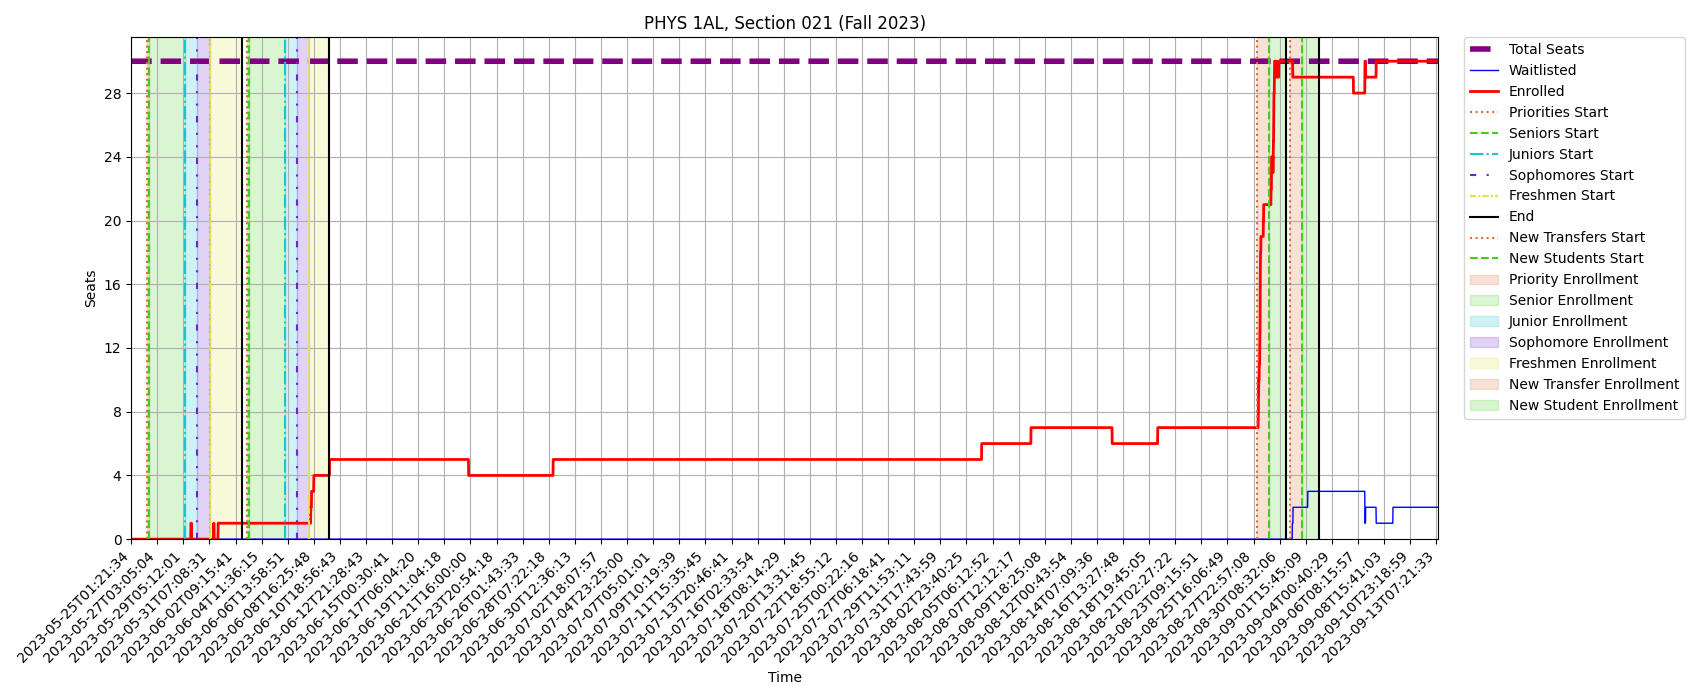 PHYS 1AL, Section 021 (Fall 2023)
Seats
28
24
20
16
12
8
4
0
2023-05-25T01:21:34
2023-05-27T03:05:04
2023-05-29T05:12:01
2023-05-31T07:08:31
2023-06-02T09:15:41
2023-06-04T11:36:15
2023-06-06T13:58:51
2023-06-08T16:25:48
2023-06-10T18:56:43
2023-06-12T21:28:43
2023-06-15T00:30:41
2023-06-17T06:04:20
2023-06-19T11:04:18
2023-06-21T16:00:00
2023-06-23T20:54:18
2023-06-26T01:43:33
2023-06-28T07:22:18
2023-06-30T12:36:13
2023-07-02T18:07:57
2023-07-04T23:25:00
2023-07-07T05:01:01
2023-07-09T10:19:39
2023-07-11T15:35:45
2023-07-13T20:46:41
2023-07-16T02:33:54
2023-07-18T08:14:29
2023-07-20T13:31:45
2023-07-22T18:55:12
2023-07-25T00:22:16
2023-07-27T06:18:41
2023-07-29T11:53:11
2023-07-31T17:43:59
2023-08-02T23:40:25
2023-08-05T06:12:52
2023-08-07T12:12:17
2023-08-09T18:25:08
2023-08-12T00:43:54
2023-08-14T07:09:36
2023-08-16T13:27:48
2023-08-18T19:45:05
2023-08-21T02:27:22
2023-08-23T09:15:51
2023-08-25T16:06:49
2023-08-27T22:57:08
2023-08-30T08:32:06
2023-09-01T15:45:09
2023-09-04T00:40:29
2023-09-06T08:15:57
2023-09-08T15:41:03
2023-09-10T23:18:59
2023-09-13T07:21:33
Time
Total Seats
Waitlisted
Enrolled
Priorities Start
Seniors Start
Juniors Start
Sophomores Start
Freshmen Start
End
New Transfers Start
New Students Start
Priority Enrollment
Senior Enrollment
Junior Enrollment
Sophomore Enrollment
Freshmen Enrollment
New Transfer Enrollment
New Student Enrollment